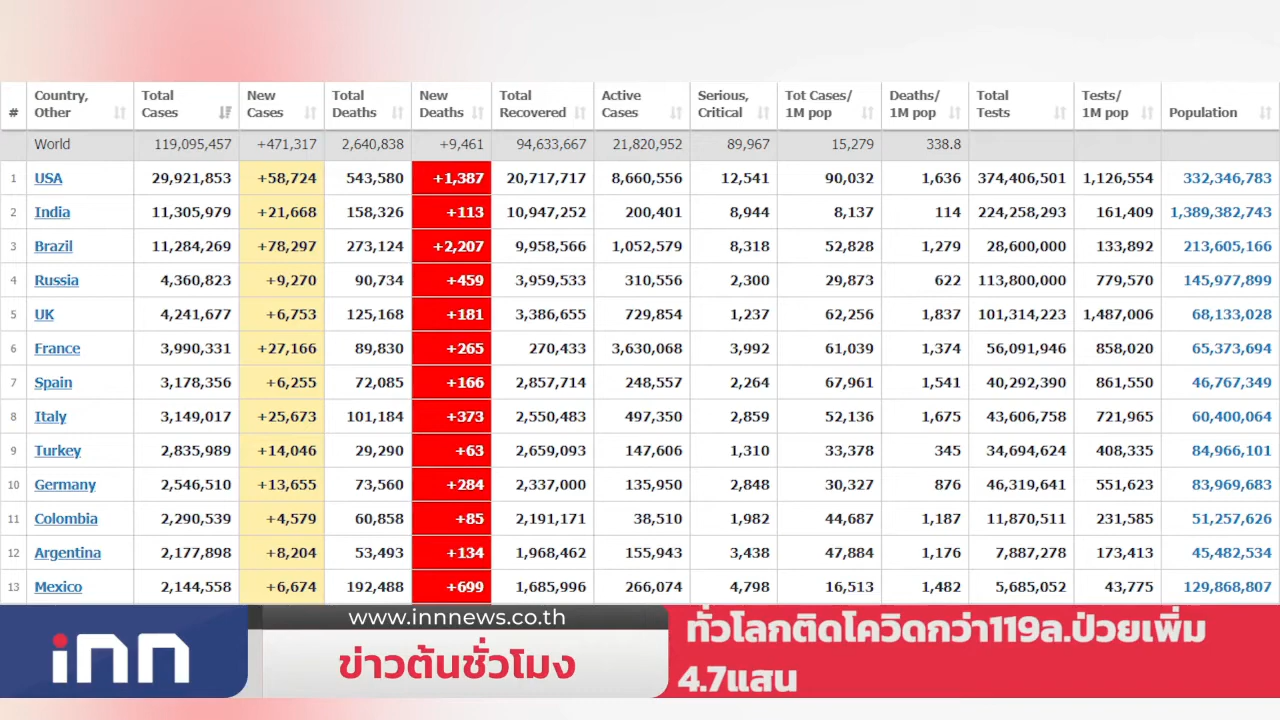 # Country, Other Total Cases New Cases Total Deaths New Deaths Total Recovered Active Cases Serious, Critical Tot Cases/ 1M pop Deaths/ 1M pop Total Tests Tests/ 1M pop Population
World 119,095,457 +471,317 2,640,838 +9,461 94,633,667 21,820,952 89,967 15,279 338.8
1 USA 29,921,853 +58,724 543,580 +1,387 20,717,717 8,660,556 12,541 90,032 1,636 374,406,501 1,126,554 332,346,783
2 India 11,305,979 +21,668 158,326 +113 10,947,252 200,401 8,944 8,137 114 224,258,293 161,409 1,389,382,743
3 Brazil 11,284,269 +78,297 273,124 +2,207 9,958,566 1,052,579 8,318 52,828 1,279 28,600,000 133,892 213,605,166
4 Russia 4,360,823 +9,270 90,734 +459 3,959,533 310,556 2,300 29,873 622 113,800,000 779,570 145,977,899
5 UK 4,241,677 +6,753 125,168 +181 3,386,655 729,854 1,237 62,256 1,837 101,314,223 1,487,006 68,133,028
6 France 3,990,331 +27,166 89,830 +265 270,433 3,630,068 3,992 61,039 1,374 56,091,946 858,020 65,373,694
7 Spain 3,178,356 +6,255 72,085 +166 2,857,714 248,557 2,264 67,961 1,541 40,292,390 861,550 46,767,349
8 Italy 3,149,017 +25,673 101,184 +373 2,550,483 497,350 2,859 52,136 1,675 43,606,758 721,965 60,400,064
9 Turkey 2,835,989 +14,046 29,290 +63 2,659,093 147,606 1,310 33,378 345 34,694,624 408,335 84,966,101
10 Germany 2,546,510 +13,655 73,560 +284 2,337,000 135,950 2,848 30,327 876 46,319,641 551,623 83,969,683
11 Colombia 2,290,539 +4,579 60,858 +85 2,191,171 38,510 1,982 44,687 1,187 11,870,511 231,585 51,257,626
12 Argentina 2,177,898 +8,204 53,493 +134 1,968,462 155,943 3,438 47,884 1,176 7,887,278 173,413 45,482,534
13 Mexico 2,144,558 +6,674 192,488 +699 1,685,996 266,074 4,798 16,513 1,482 5,685,052 43,775 129,868,807
inn
www.innnews.co.th
ข่าวต้นชั่วโมง
ทั่วโลกติดโควิดกว่า119ล.ป่วยเพิ่ม
4.7แสน